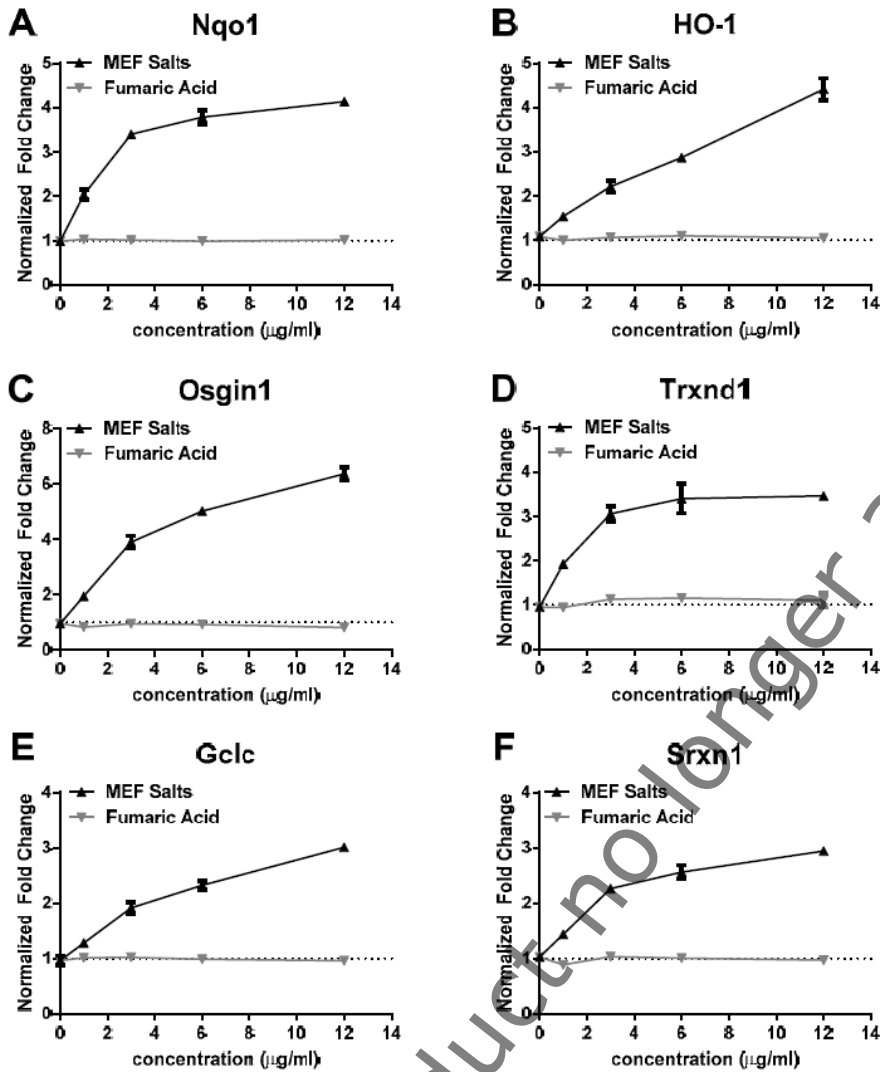 A Nqo1
MEF Salts
Fumaric Acid
Normalized Fold Change
5
4
3
2
1
0
0 2 4 6 8 10 12 14
concentration (μg/ml)
B HO-1
MEF Salts
Fumaric Acid
Normalized Fold Change
5
4
3
2
1
0
0 2 4 6 8 10 12 14
concentration (μg/ml)
C Osgin1
MEF Salts
Fumaric Acid
Normalized Fold Change
8
6
4
2
0
0 2 4 6 8 10 12 14
concentration (μg/ml)
D Trxnd1
MEF Salts
Fumaric Acid
Normalized Fold Change
5
4
3
2
1
0
0 2 4 6 8 10 12 14
concentration (μg/ml)
E Gclc
MEF Salts
Fumaric Acid
Normalized Fold Change
4
3
2
1
0
0 2 4 6 8 10 12 14
concentration (μg/ml)
F Srxn1
MEF Salts
Fumaric Acid
Normalized Fold Change
4
3
2
1
0
0 2 4 6 8 10 12 14
concentration (μg/ml)
duct no longer